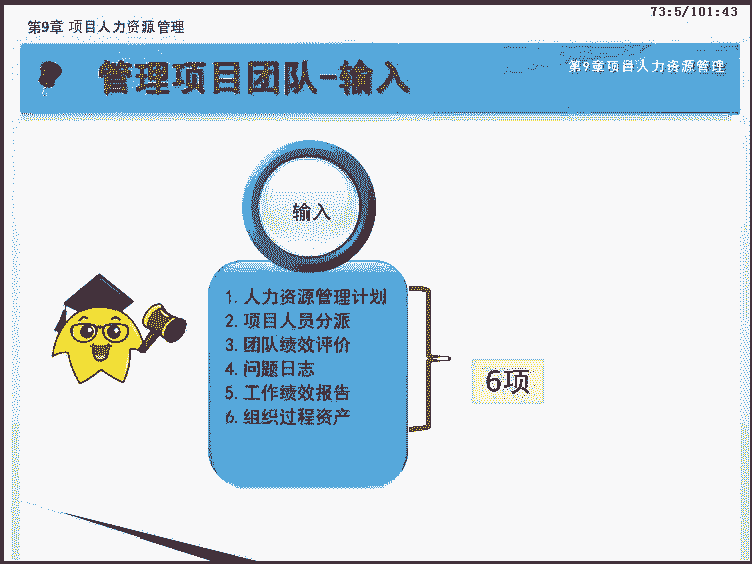 73:5/101:43
第9章 项目人力资源管理
管理项目团队-输入
第9章项目人力资源管理
输入
1. 人力资源管理计划
2. 项目人员分派
3. 团队绩效评价
4. 问题日志
5. 工作绩效报告
6. 组织过程资产
6项